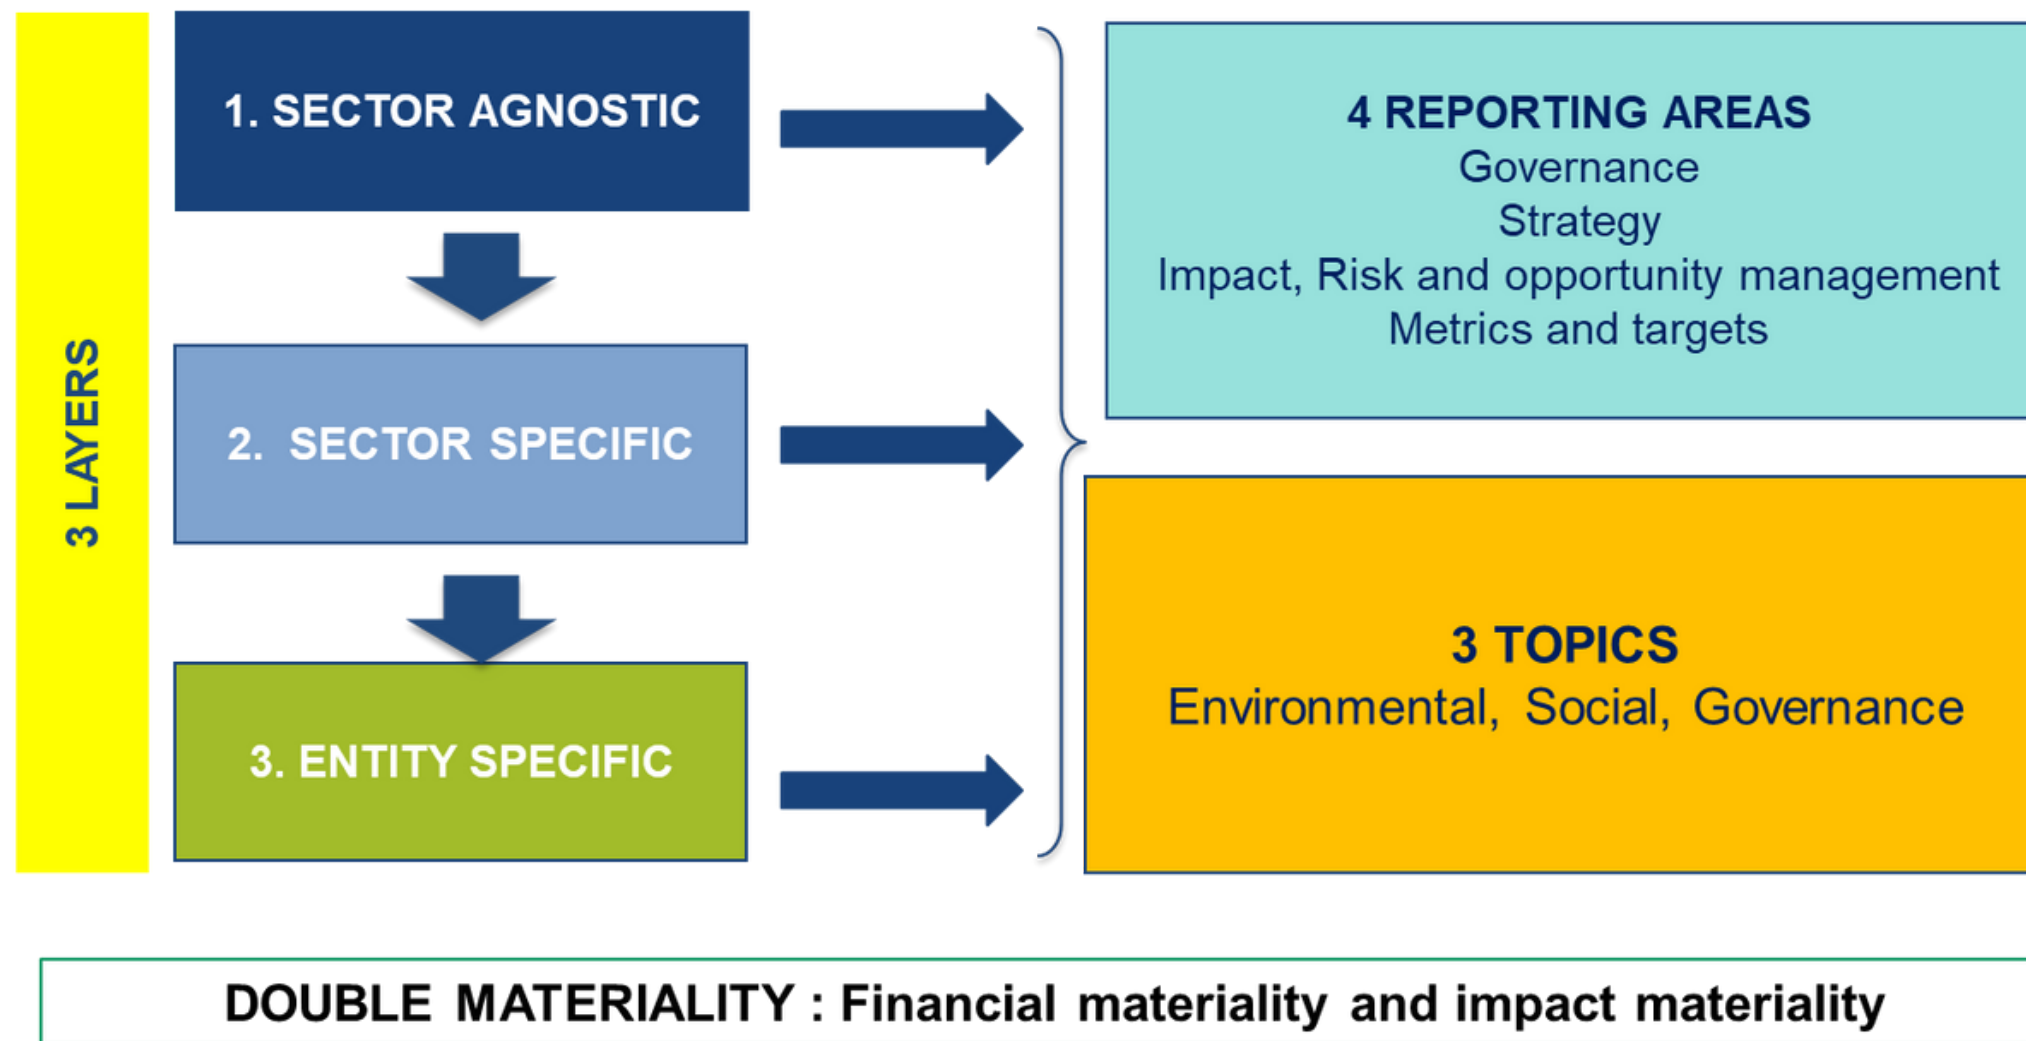 3 LAYERS
1. SECTOR AGNOSTIC
2. SECTOR SPECIFIC
3. ENTITY SPECIFIC
4 REPORTING AREAS
Governance
Strategy
Impact, Risk and opportunity management
Metrics and targets
3 TOPICS
Environmental, Social, Governance
DOUBLE MATERIALITY : Financial materiality and impact materiality